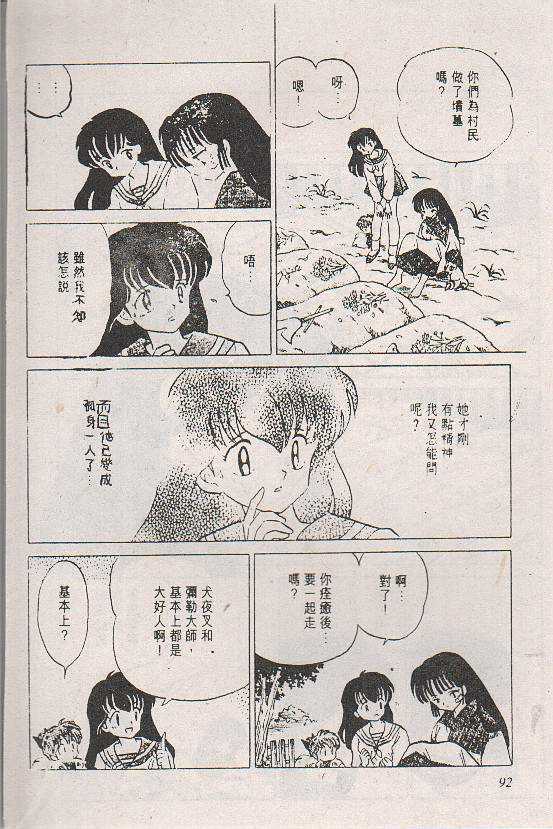 你們為村民
做了墳墓
嗎？
呀…
嗯！
……
唔…
雖然我不知
該怎說
她才剛
有點精神
我又怎能問
呢？
而且他已變成
孤身一人了…
啊…
對了！
你痊癒後…
要一起走
嗎？
犬夜叉和
彌勒大師，
基本上都是
大好人啊！
基本上？
92